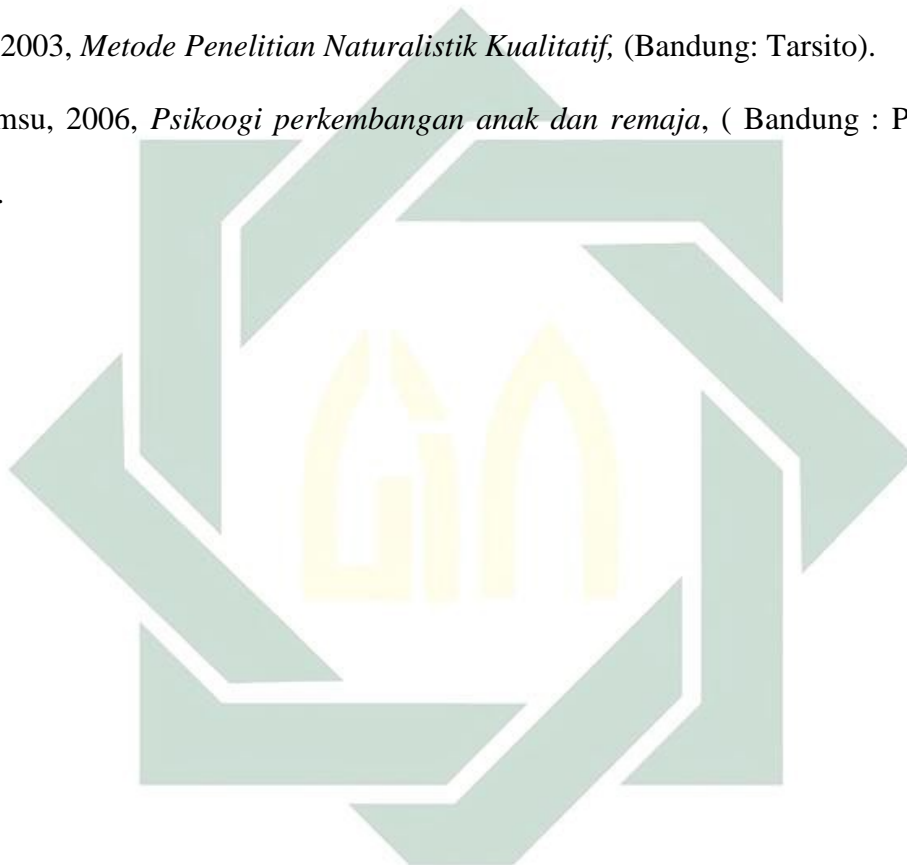 2003, Metode Penelitian Naturalistik Kualitatif, (Bandung: Tarsito).
msu, 2006, Psikoogi perkembangan anak dan remaja, ( Bandung : P
.